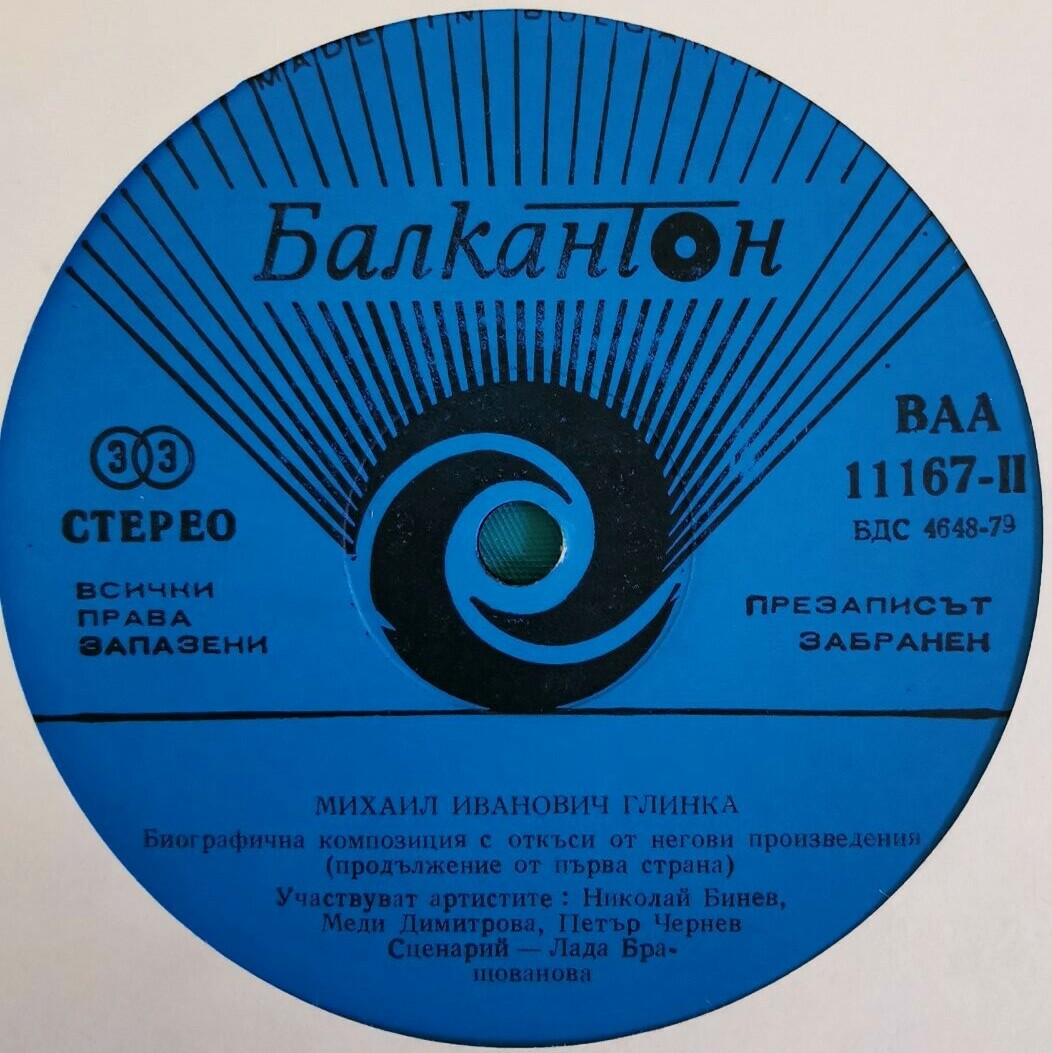 MADE IN BULGARIA
Балкантон
33
СТЕРЕО
ВСИЧКИ
ПРАВА
ЗАПАЗЕНИ
ВАА
11167-II
БДС 4648-79
ПРЕЗАПИСЪТ
ЗАБРАНЕН
МИХАИЛ ИВАНОВИЧ ГЛИНКА
Биографична композиция с откъси от негови произведения
(продължение от първа страна)
Участвуват артистите : Николай Бинев,
Меди Димитрова, Петър Чернев
Сценарий — Лада Бра-
щованова